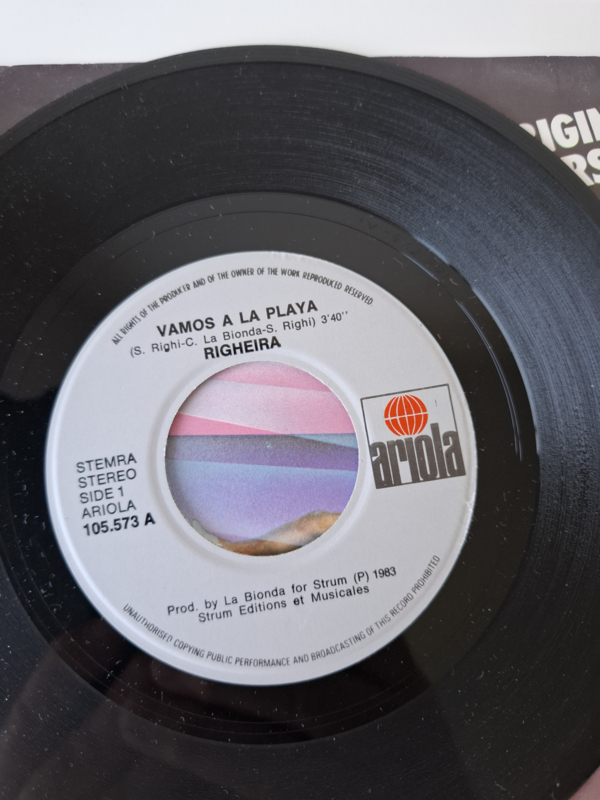 ALL RIGHTS OF THE PRODUCER AND OF THE OWNER OF THE WORK REPRODUCED RESERVED
VAMOS A LA PLAYA
(S. Righi-C. La Bionda-S. Righi) 3'40''
RIGHEIRA
ariola
STEMRA
STEREO
SIDE 1
ARIOLA
105.573 A
Prod. by La Bionda for Strum (P) 1983
Strum Editions et Musicales
UNAUTHORISED COPYING PUBLIC PERFORMANCE AND BROADCASTING OF THIS RECORD PROHIBITED